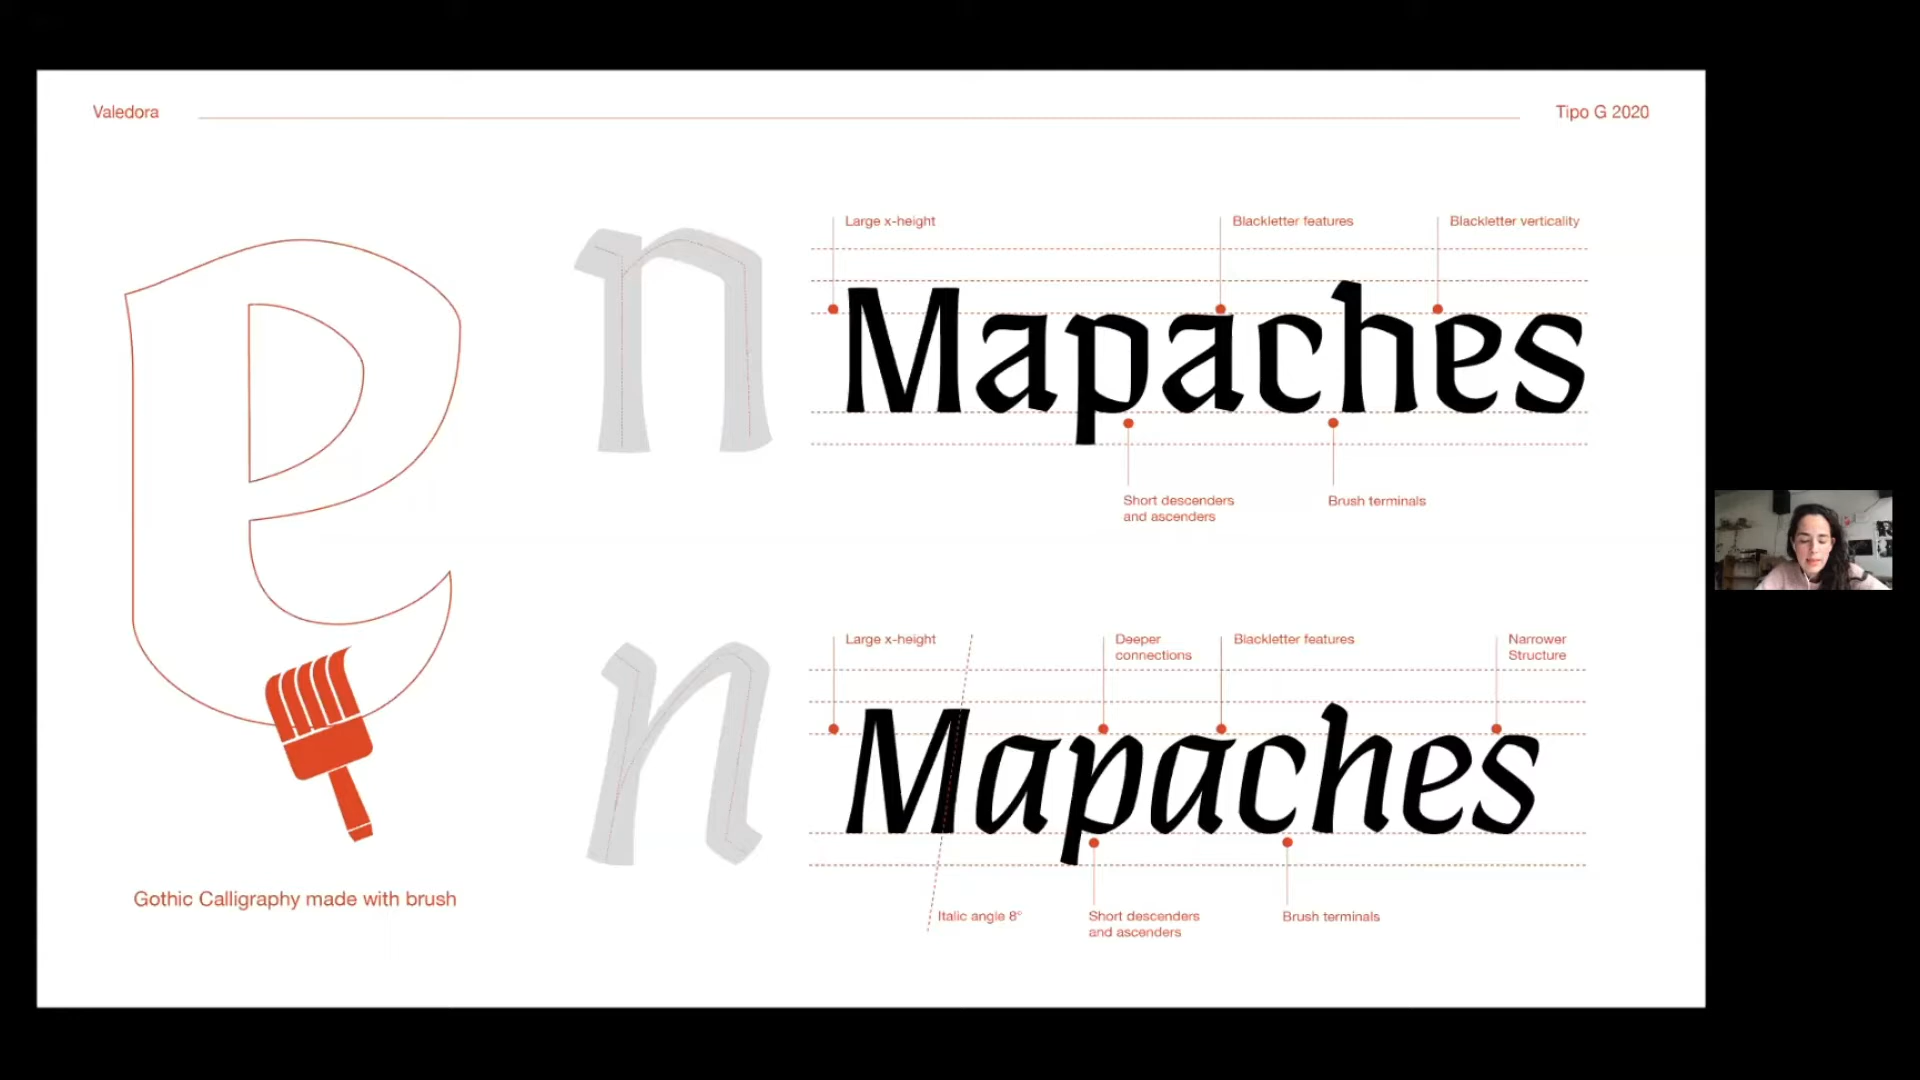 Valedora
Tipo G 2020
e
Gothic Calligraphy made with brush
n
Large x-height
Blackletter features
Blackletter verticality
Mapaches
Short descenders
and ascenders
Brush terminals
n
Large x-height
Deeper
connections
Blackletter features
Narrower
Structure
Mapaches
Italic angle 8°
Short descenders
and ascenders
Brush terminals